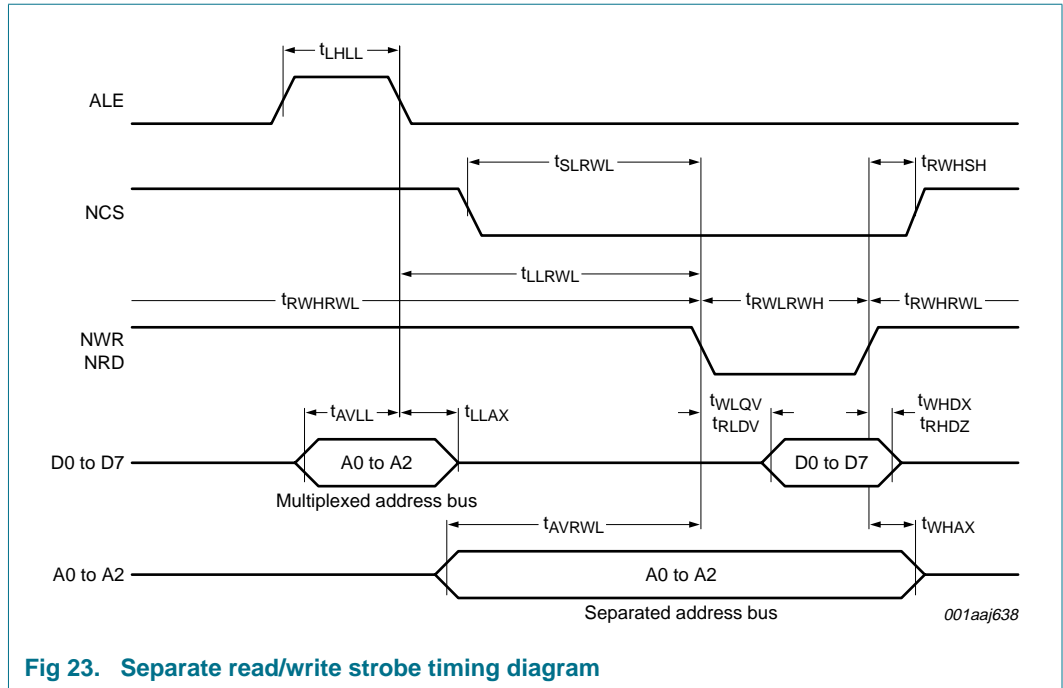 tLHLL
ALE
tSLRWL
tRWHSH
NCS
tLLRWL
tRWHRWL
tRWLRWH
tRWHRWL
NWR
NRD
tAVLL
tLLAX
tWLQV
tRLDV
tWHDX
tRHDZ
D0 to D7
A0 to A2
D0 to D7
Multiplexed address bus
tAVRWL
tWHAX
A0 to A2
A0 to A2
Separated address bus
001aaj638
Fig 23. Separate read/write strobe timing diagram